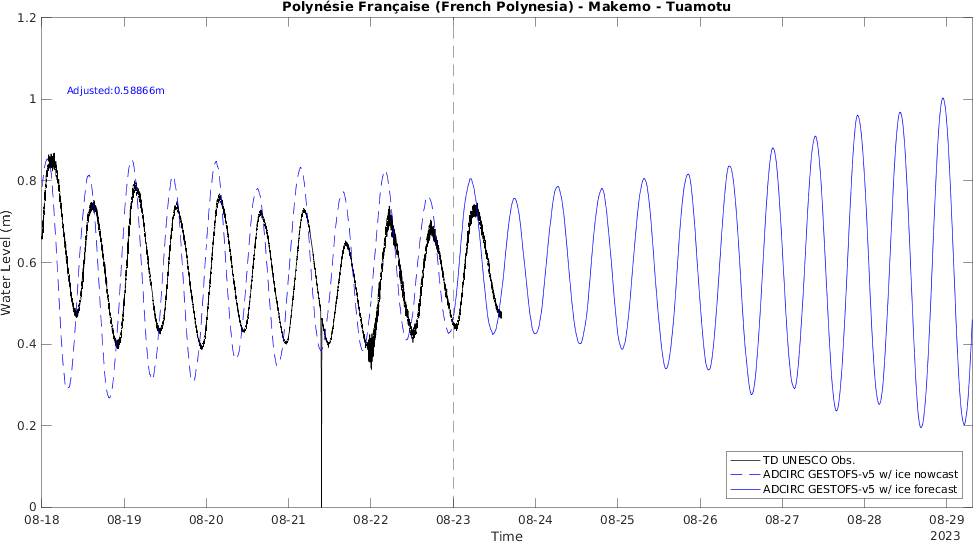 Polynésie Française (French Polynesia) - Makemo - Tuamotu
1.2
Adjusted:0.58866m
1
0.8
0.6
0.4
0.2
0
Water Level (m)
TD UNESCO Obs.
ADCIRC GESTOFS-v5 w/ ice nowcast
ADCIRC GESTOFS-v5 w/ ice forecast
08-18 08-19 08-20 08-21 08-22 08-23 08-24 08-25 08-26 08-27 08-28 08-29
2023
Time